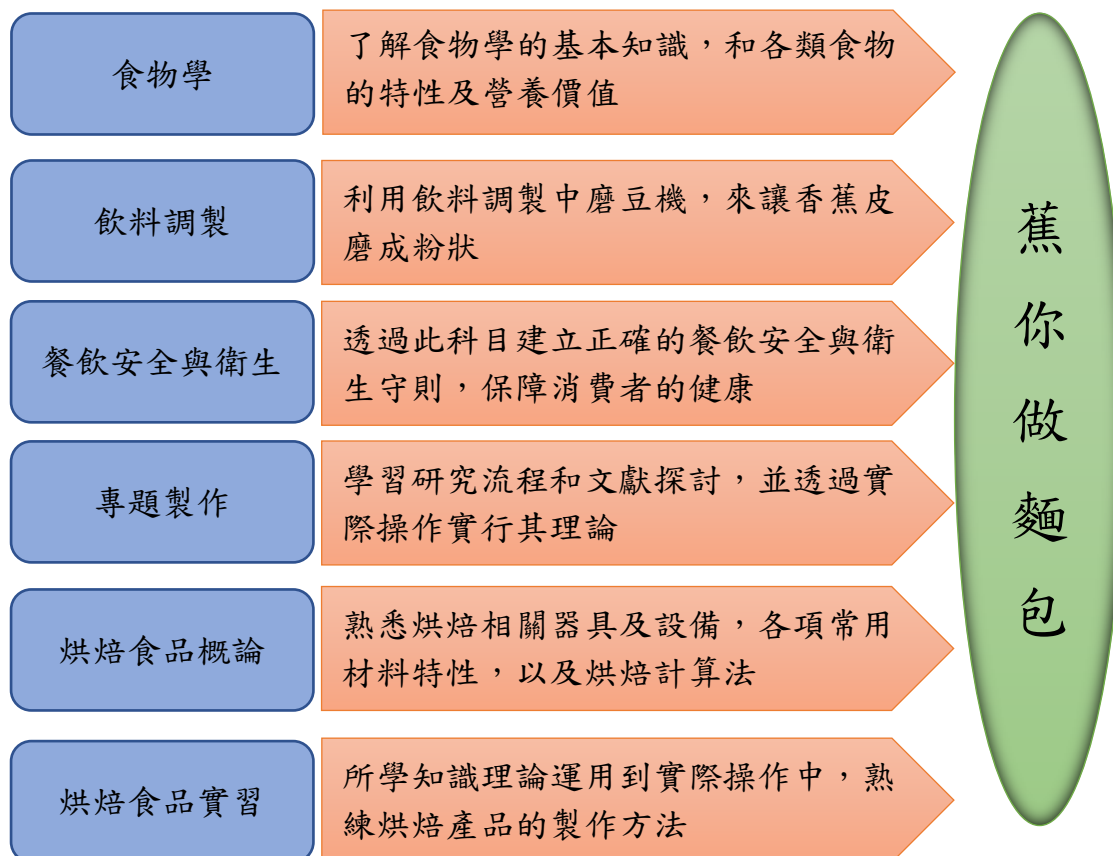 食物學
了解食物學的基本知識，和各類食物
的特性及營養價值
飲料調製
利用飲料調製中磨豆機，來讓香蕉皮
磨成粉狀
餐飲安全與衛生
透過此科目建立正確的餐飲安全與衛
生守則，保障消費者的健康
專題製作
學習研究流程和文獻探討，並透過實
際操作實行其理論
烘焙食品概論
熟悉烘焙相關器具及設備，各項常用
材料特性，以及烘焙計算法
烘焙食品實習
所學知識理論運用到實際操作中，熟
練烘焙產品的製作方法
蕉你做麵包